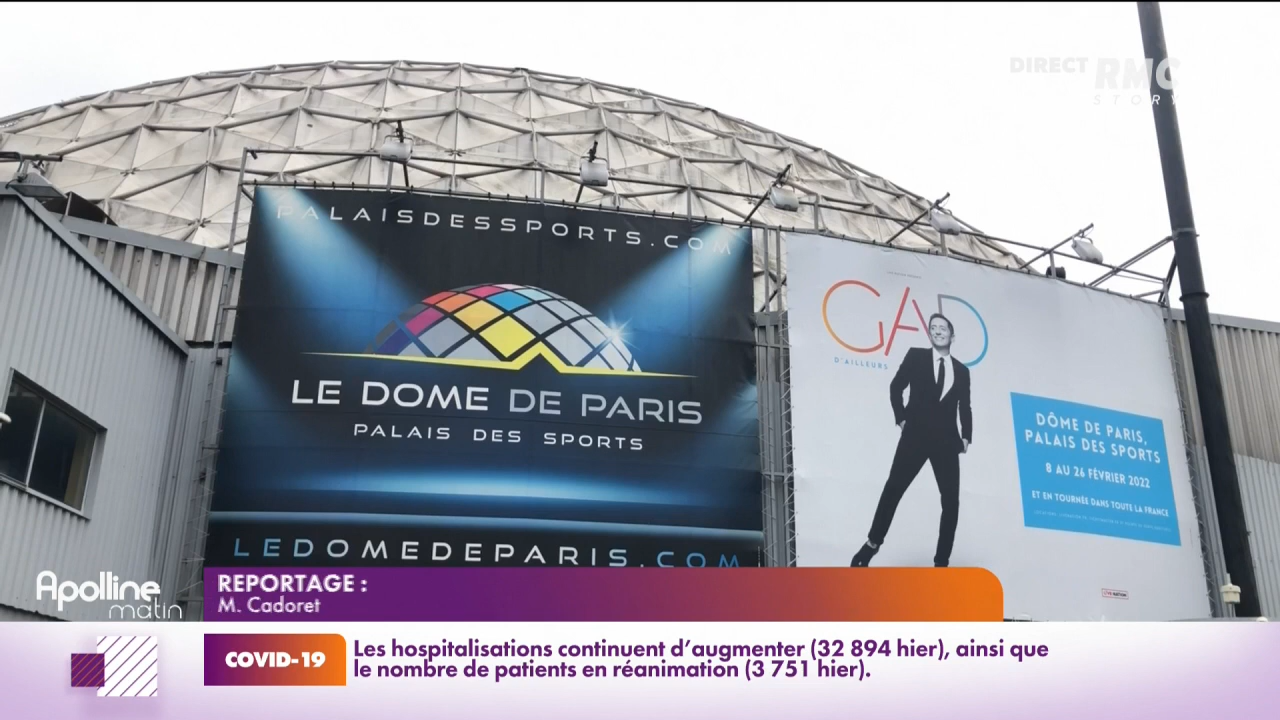 DIRECT RMC
STORY
PALAISDESSPORTS.COM
LE DOME DE PARIS
PALAIS DES SPORTS
LEDOMEDEPARIS.COM
GAD
D'AILLEURS
DÔME DE PARIS,
PALAIS DES SPORTS
8 AU 26 FÉVRIER 2022
ET EN TOURNÉE DANS TOUTE LA FRANCE
Apolline
matin
REPORTAGE :
M. Cadoret
COVID-19
Les hospitalisations continuent d'augmenter (32 894 hier), ainsi que
le nombre de patients en réanimation (3 751 hier).